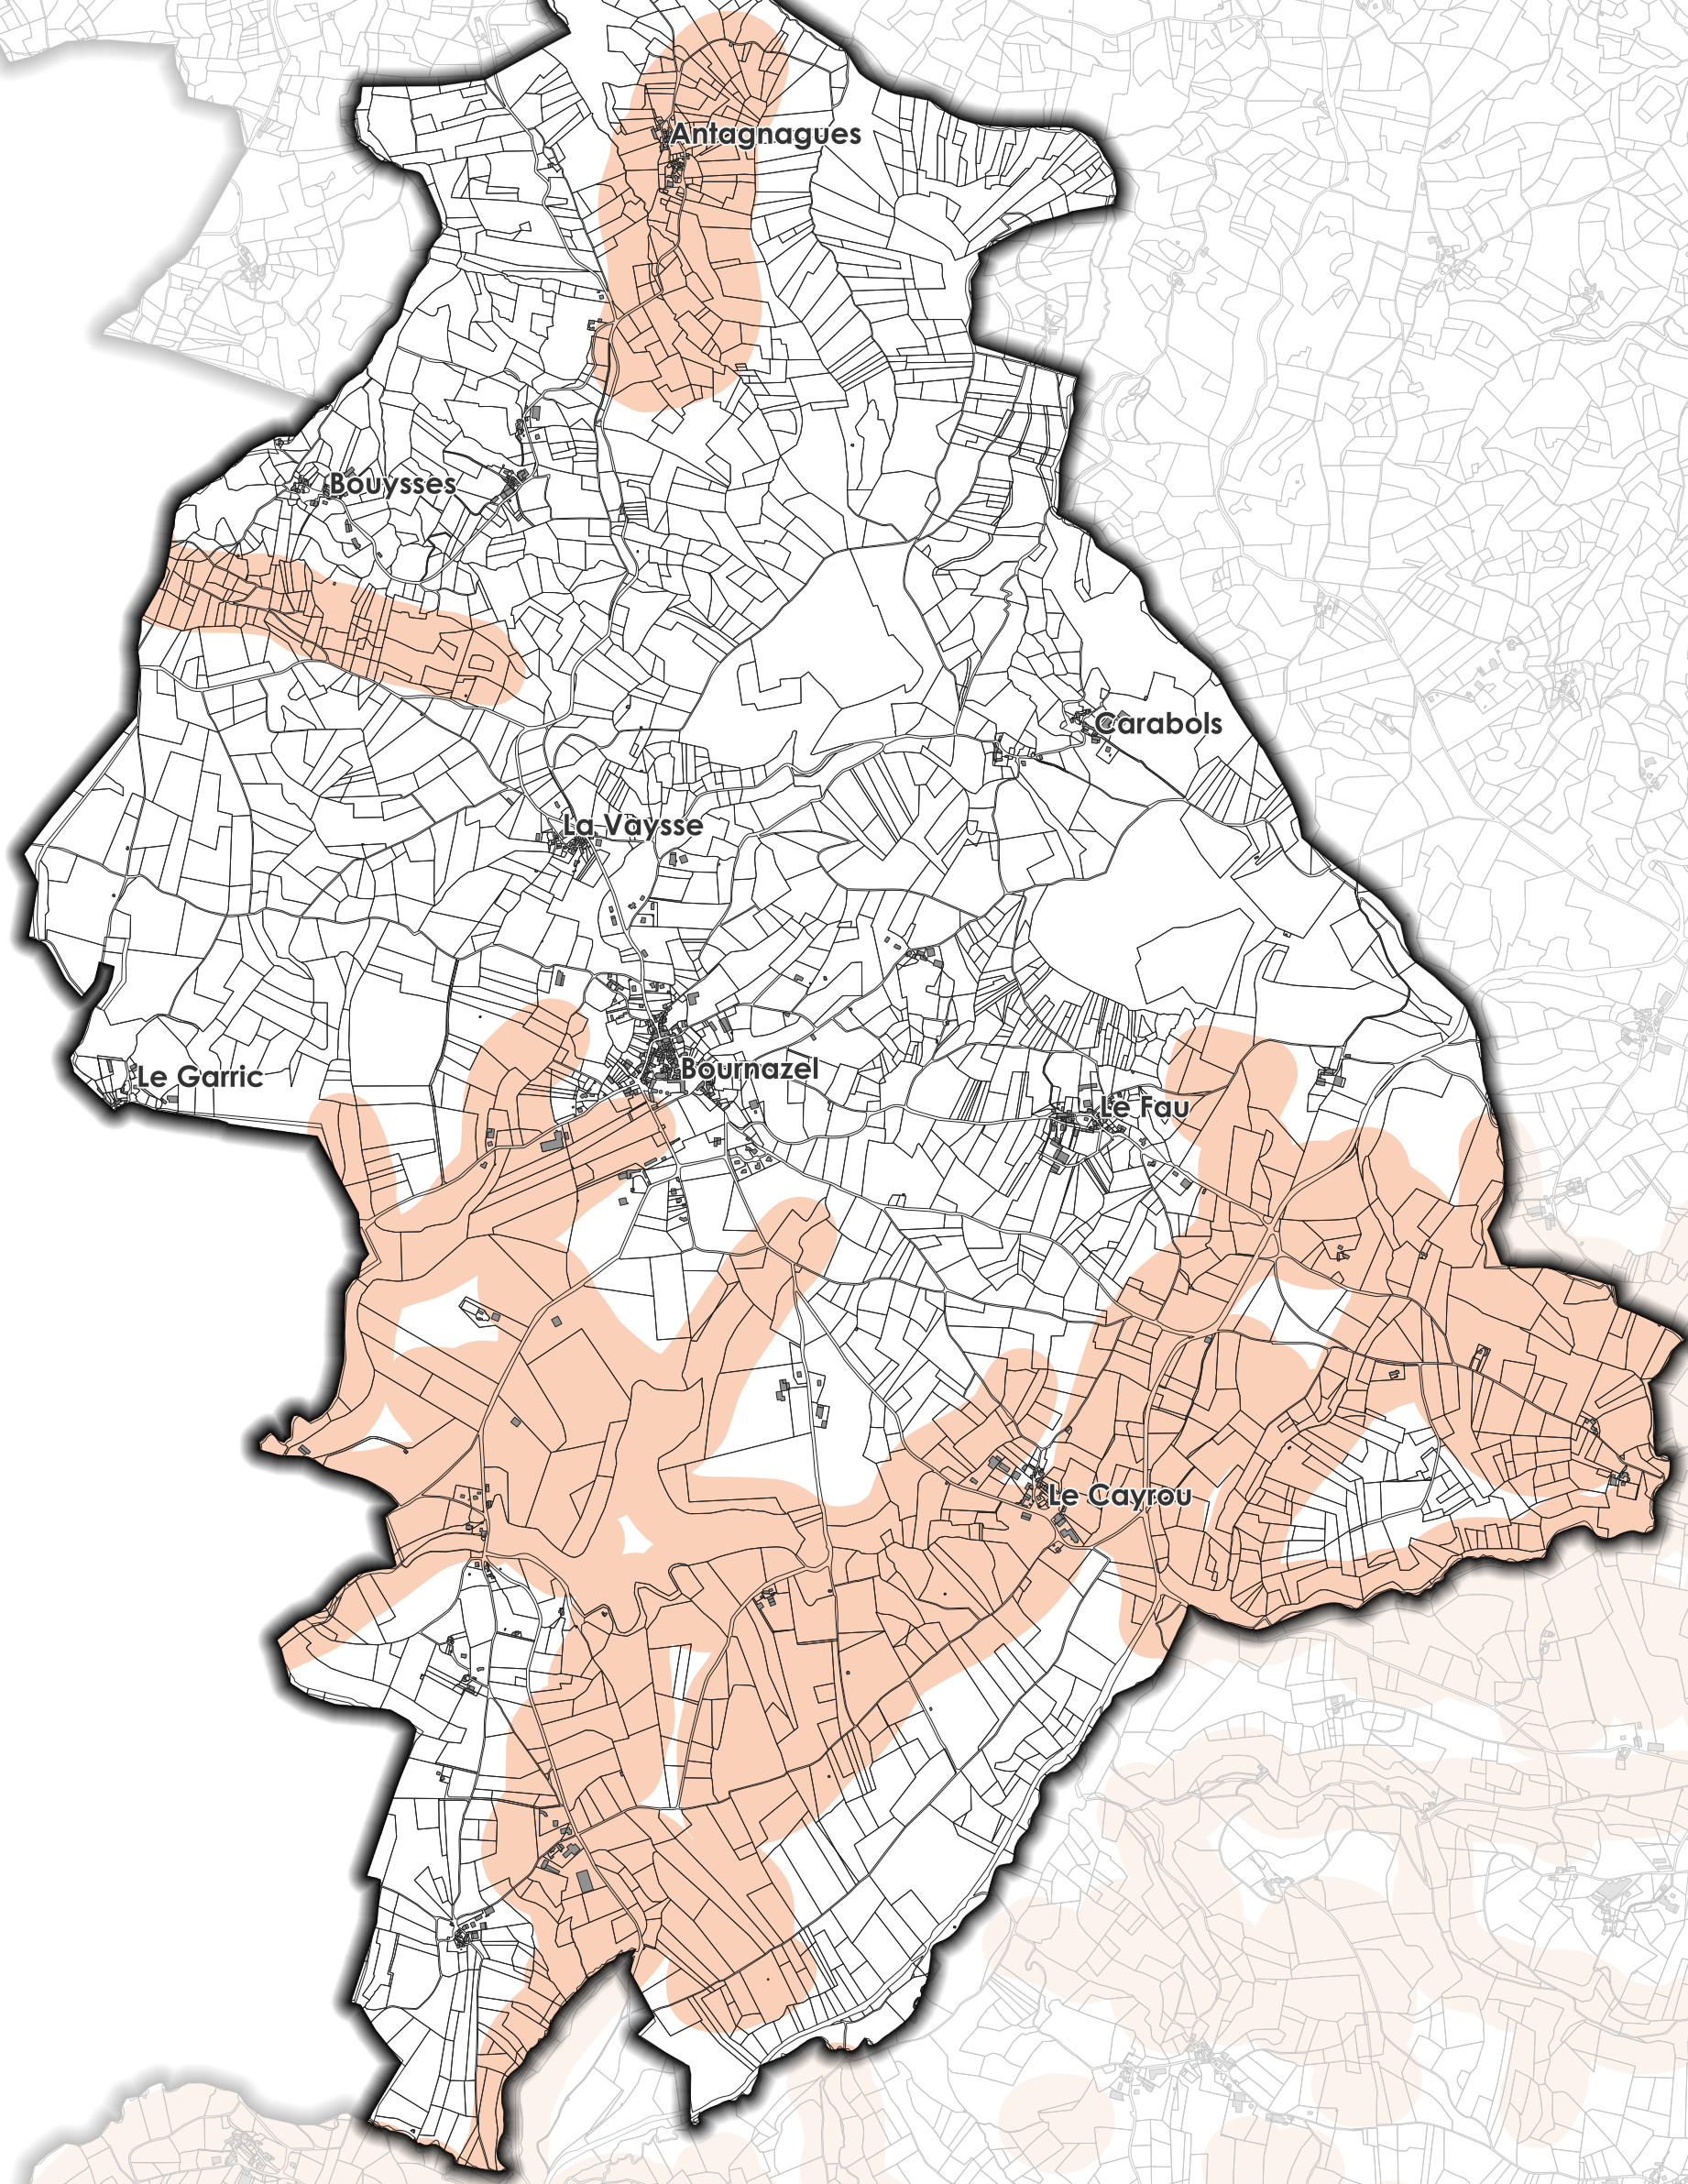 Antagnagues
Bouysses
Carabols
La Vaysse
Bournazel
Le Garric
Le Fau
Le Cayrou